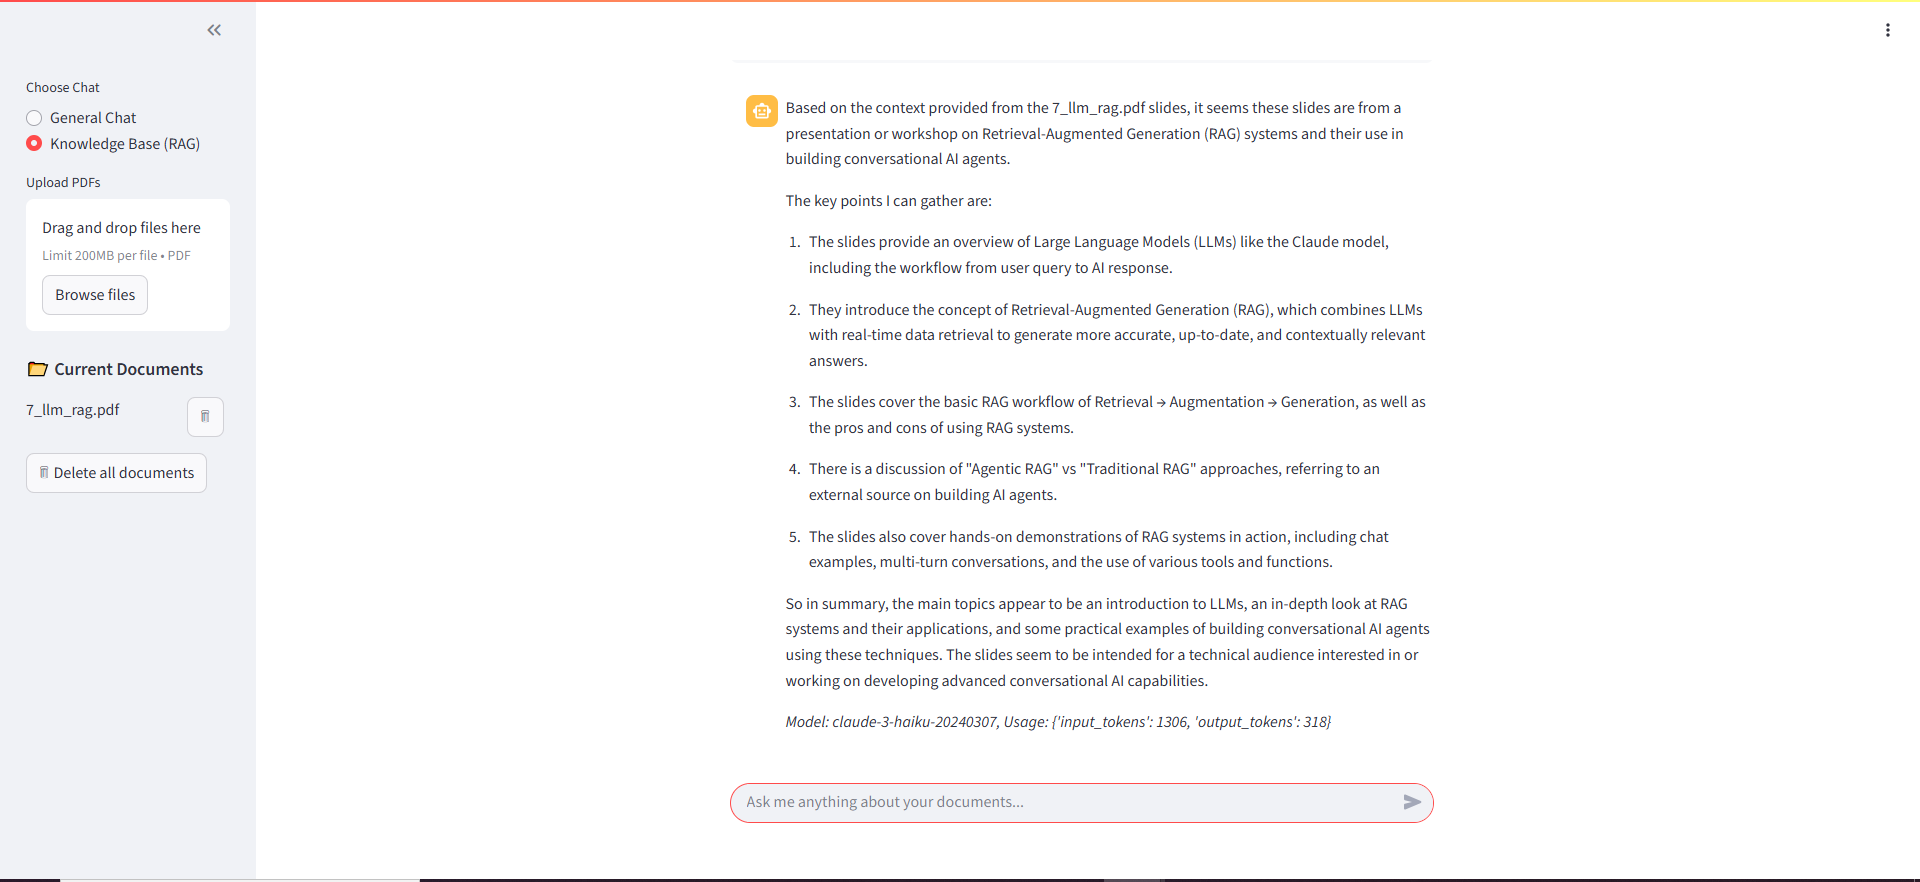 Choose Chat
General Chat
Knowledge Base (RAG)
Upload PDFs
Drag and drop files here
Limit 200MB per file • PDF
Browse files
Current Documents
7_llm_rag.pdf
Delete all documents
Based on the context provided from the 7_llm_rag.pdf slides, it seems these slides are from a
presentation or workshop on Retrieval-Augmented Generation (RAG) systems and their use in
building conversational AI agents.
The key points I can gather are:
1. The slides provide an overview of Large Language Models (LLMs) like the Claude model,
including the workflow from user query to AI response.
2. They introduce the concept of Retrieval-Augmented Generation (RAG), which combines LLMs
with real-time data retrieval to generate more accurate, up-to-date, and contextually relevant
answers.
3. The slides cover the basic RAG workflow of Retrieval → Augmentation → Generation, as well as
the pros and cons of using RAG systems.
4. There is a discussion of "Agentic RAG" vs "Traditional RAG" approaches, referring to an
external source on building AI agents.
5. The slides also cover hands-on demonstrations of RAG systems in action, including chat
examples, multi-turn conversations, and the use of various tools and functions.
So in summary, the main topics appear to be an introduction to LLMs, an in-depth look at RAG
systems and their applications, and some practical examples of building conversational AI agents
using these techniques. The slides seem to be intended for a technical audience interested in or
working on developing advanced conversational AI capabilities.
Model: claude-3-haiku-20240307, Usage: {'input_tokens': 1306, 'output_tokens': 318}
Ask me anything about your documents...